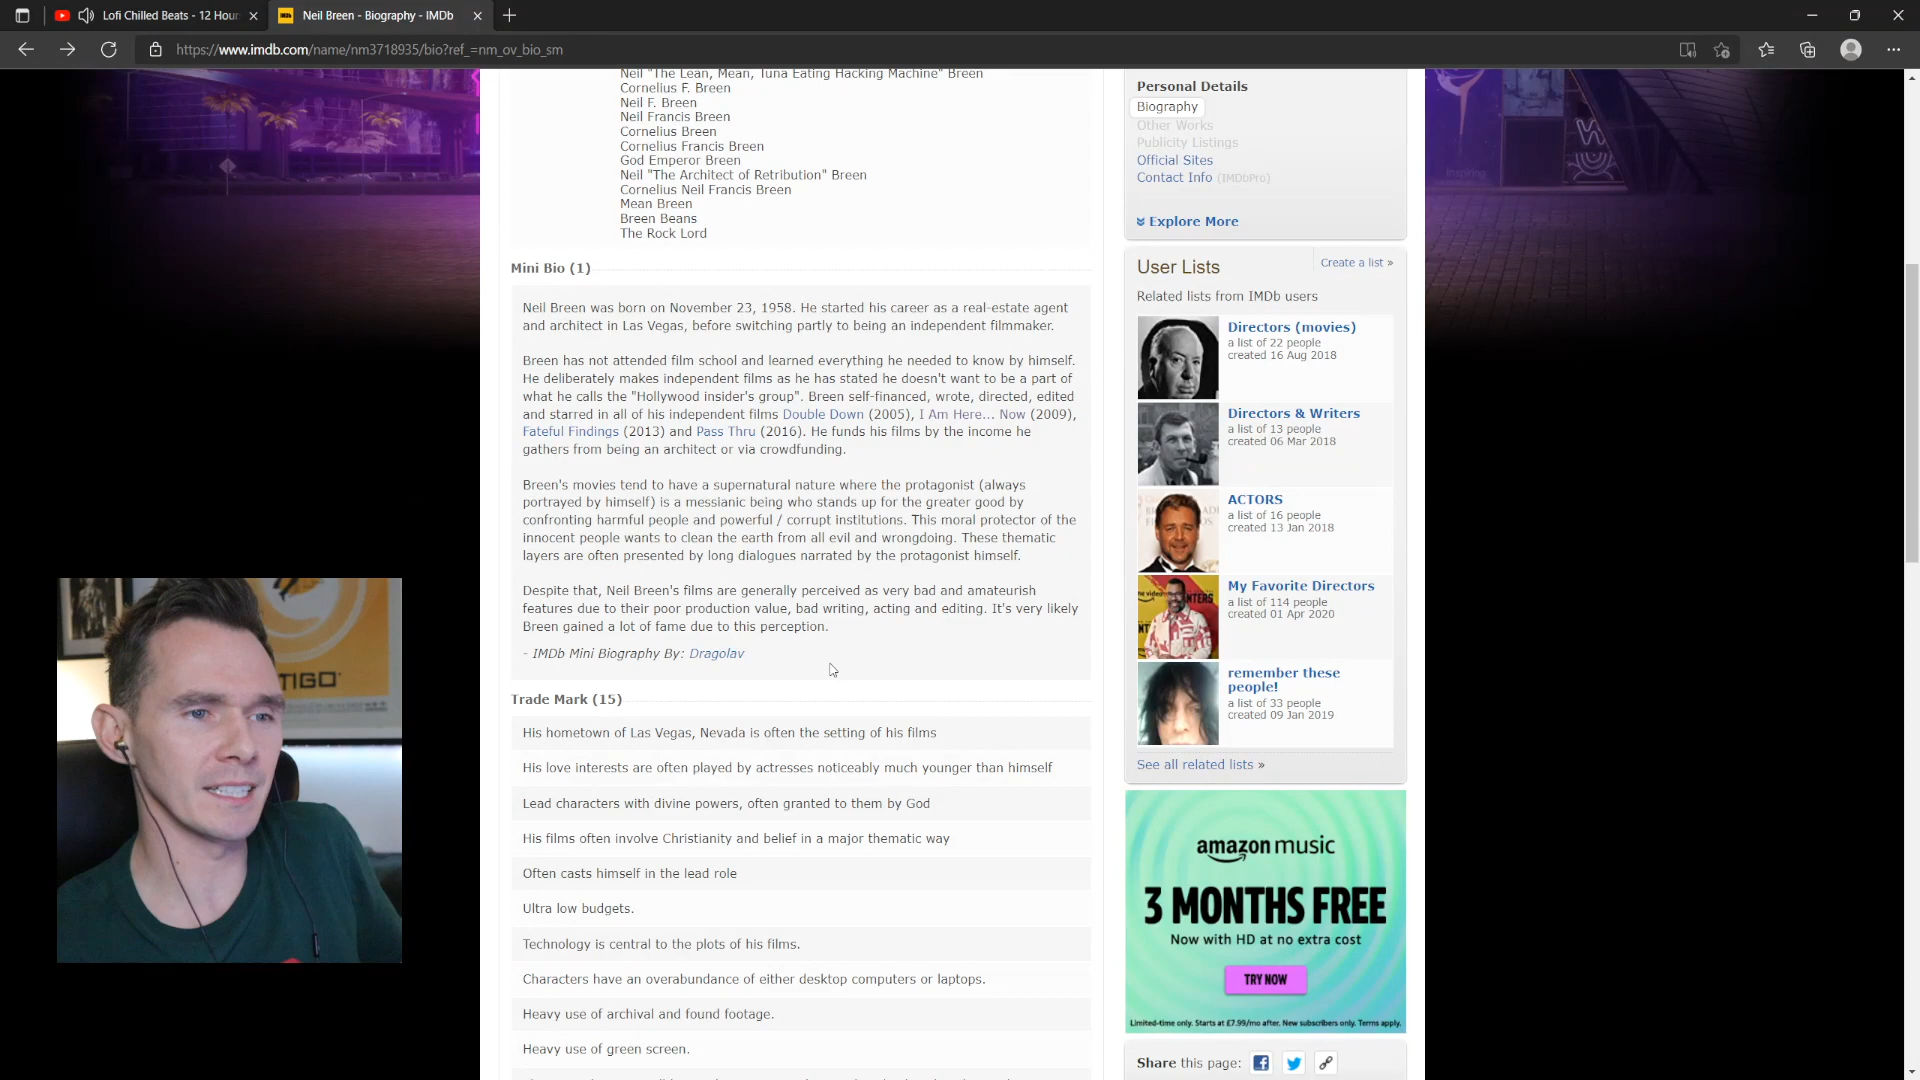 Lofi Chilled Beats - 12 Hour
Neil Breen - Biography - IMDb
https://www.imdb.com/name/nm3718935/bio?ref_=nm_ov_bio_sm
Neil "The Lean, Mean, Tuna Eating Hacking Machine" Breen
Cornelius F. Breen
Neil F. Breen
Neil Francis Breen
Cornelius Breen
Cornelius Francis Breen
God Emperor Breen
Neil "The Architect of Retribution" Breen
Cornelius Neil Francis Breen
Mean Breen
Breen Beans
The Rock Lord
Mini Bio (1)
Neil Breen was born on November 23, 1958. He started his career as a real-estate agent
and architect in Las Vegas, before switching partly to being an independent filmmaker.
Breen has not attended film school and learned everything he needed to know by himself.
He deliberately makes independent films as he has stated he doesn't want to be a part of
what he calls the "Hollywood insider's group". Breen self-financed, wrote, directed, edited
and starred in all of his independent films Double Down (2005), I Am Here... Now (2009),
Fateful Findings (2013) and Pass Thru (2016). He funds his films by the income he
gathers from being an architect or via crowdfunding.
Breen's movies tend to have a supernatural nature where the protagonist (always
portrayed by himself) is a messianic being who stands up for the greater good by
confronting harmful people and powerful / corrupt institutions. This moral protector of the
innocent people wants to clean the earth from all evil and wrongdoing. These thematic
layers are often presented by long dialogues narrated by the protagonist himself.
Despite that, Neil Breen's films are generally perceived as very bad and amateurish
features due to their poor production value, bad writing, acting and editing. It's very likely
Breen gained a lot of fame due to this perception.
- IMDb Mini Biography By: Dragolav
Trade Mark (15)
His hometown of Las Vegas, Nevada is often the setting of his films
His love interests are often played by actresses noticeably much younger than himself
Lead characters with divine powers, often granted to them by God
His films often involve Christianity and belief in a major thematic way
Often casts himself in the lead role
Ultra low budgets.
Technology is central to the plots of his films.
Characters have an overabundance of either desktop computers or laptops.
Heavy use of archival and found footage.
Heavy use of green screen.
Personal Details
Biography
Other Works
Publicity Listings
Official Sites
Contact Info (IMDbPro)
Explore More
User Lists
Create a list »
Related lists from IMDb users
Directors (movies)
a list of 22 people
created 16 Aug 2018
Directors & Writers
a list of 13 people
created 06 Mar 2018
ACTORS
a list of 16 people
created 13 Jan 2018
My Favorite Directors
a list of 114 people
created 01 Apr 2020
remember these
people!
a list of 33 people
created 09 Jan 2019
See all related lists »
amazon music
3 MONTHS FREE
Now with HD at no extra cost
TRY NOW
Limited-time only. Starts at £7.99/mo after. New subscribers only. Terms apply.
Share this page:
TIGO